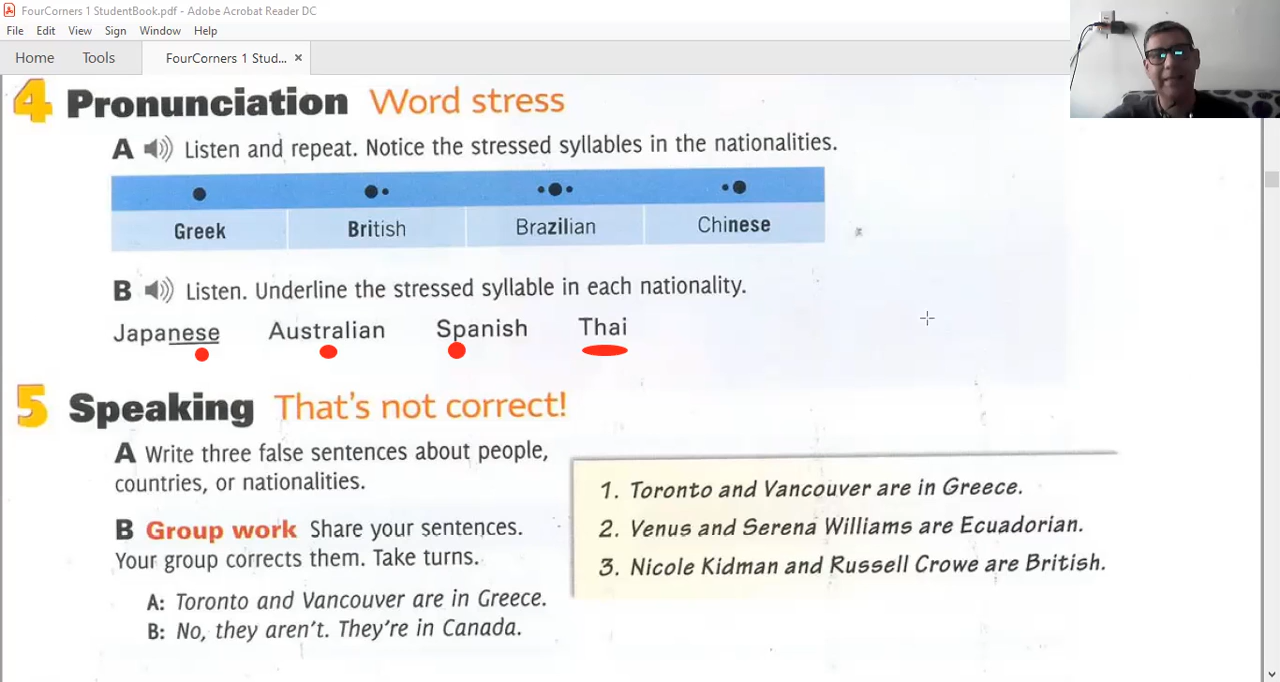 FourCorners 1 StudentBook.pdf - Adobe Acrobat Reader DC
File Edit View Sign Window Help
Home Tools FourCorners 1 Stud... ×
4 Pronunciation Word stress
A Listen and repeat. Notice the stressed syllables in the nationalities.
Greek British Brazilian Chinese
B Listen. Underline the stressed syllable in each nationality.
Japanese Australian Spanish Thai
5 Speaking That's not correct!
A Write three false sentences about people,
countries, or nationalities.
B Group work Share your sentences.
Your group corrects them. Take turns.
A: Toronto and Vancouver are in Greece.
B: No, they aren't. They're in Canada.
1. Toronto and Vancouver are in Greece.
2. Venus and Serena Williams are Ecuadorian.
3. Nicole Kidman and Russell Crowe are British.